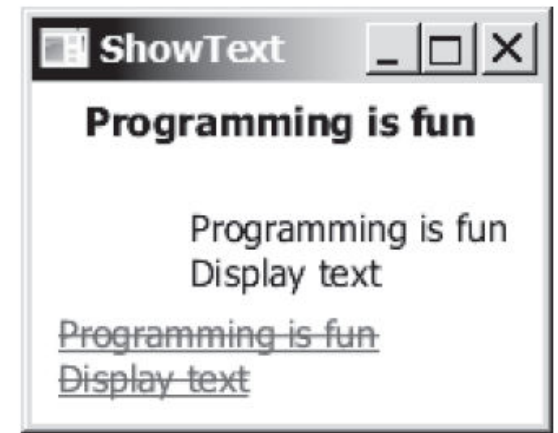 ShowText
Programming is fun
Programming is fun
Display text
Programming is fun
Display text